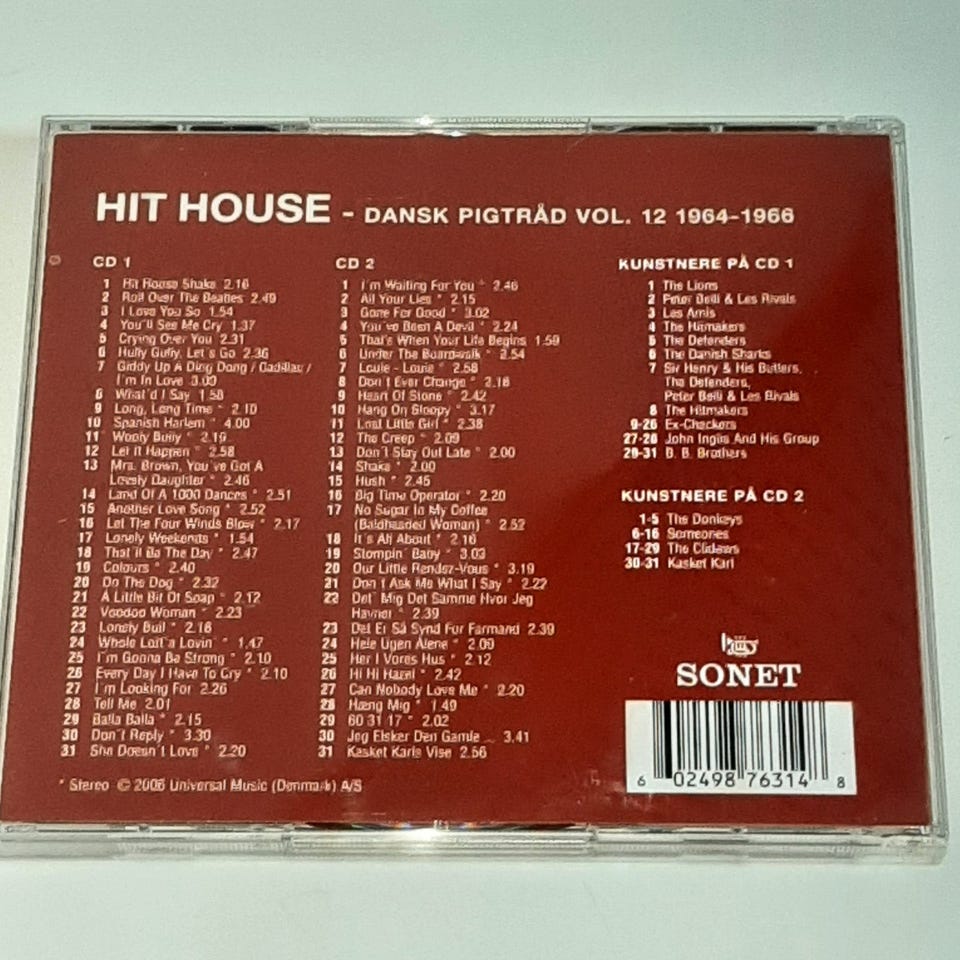 HIT HOUSE - DANSK PIGTRÅD VOL. 12 1964-1966
CD 1
1 Hit House Shake 2.16
2 Roll Over The Beatles 2.49
3 I Love You So 1.54
4 You'll See Me Cry 1.37
5 Crying Over You 2.31
6 Hully Gully, Let's Go 2.36
7 Giddy Up A Ding Dong / Cadillac /
I'm In Love 3.00
8 What'd I Say 1.58
9 Long, Long Time * 2.10
10 Spanish Harlem * 4.00
11 Wooly Bully * 2.19
12 Let It Happen * 2.58
13 Mrs. Brown, You've Got A
Lovely Daughter * 2.46
14 Land Of A 1000 Dances * 2.51
15 Another Love Song * 2.52
16 Let The Four Winds Blow * 2.17
17 Lonely Weekends * 1.54
18 That'll Be The Day * 2.47
19 Colours * 2.40
20 Do The Dog * 2.32
21 A Little Bit Of Soap * 2.12
22 Voodoo Woman * 2.23
23 Lonely Bull * 2.18
24 Whole Lott'a Lovin' * 1.47
25 I'm Gonna Be Strong * 2.10
26 Every Day I Have To Cry * 2.10
27 I'm Looking For 2.26
28 Tell Me 2.01
29 Balla Balla * 2.15
30 Don't Reply * 3.30
31 She Doesn't Love * 2.20
CD 2
1 I'm Waiting For You * 2.46
2 All Your Lies * 2.15
3 Gone For Good * 3.02
4 You've Been A Devil * 2.24
5 That's When Your Life Begins 1.59
6 Under The Boardwalk * 2.54
7 Louie - Louie * 2.58
8 Don't Ever Change * 2.18
9 Heart Of Stone * 2.42
10 Hang On Sloopy * 3.17
11 Lost Little Girl * 2.38
12 The Creep * 2.09
13 Don't Stay Out Late * 2.00
14 Shake * 2.00
15 Hush * 2.45
16 Big Time Operator * 2.20
17 No Sugar In My Coffee
(Baldheaded Woman) * 2.52
18 It's All About * 2.16
19 Stompin' Baby * 3.03
20 Our Little Rendez-Vous * 3.19
21 Don't Ask Me What I Say * 2.22
22 Det' Mig Det Samme Hvor Jeg
Havner * 2.39
23 Det Er Så Synd For Farmand 2.39
24 Hele Ugen Alene * 2.09
25 Her I Vores Hus * 2.12
26 Hi Hi Hazel * 2.42
27 Can Nobody Love Me * 2.20
28 Hæng Mig * 1.49
29 60 31 17 * 2.02
30 Jeg Elsker Den Gamle ... 3.41
31 Kasket Karls Vise 2.56
KUNSTNERE PÅ CD 1
1 The Lions
2 Peter Belli & Les Rivals
3 Les Amis
4 The Hitmakers
5 The Defenders
6 The Danish Sharks
7 Sir Henry & His Butlers,
The Defenders,
Peter Belli & Les Rivals
8 The Hitmakers
9-26 Ex-Checkers
27-28 John Inglis And His Group
29-31 B. B. Brothers
KUNSTNERE PÅ CD 2
1-5 The Donkeys
6-16 Someones
17-29 The Clidows
30-31 Kasket Karl
SONET
6 02498 76314 8
* Stereo © 2006 Universal Music (Denmark) A/S